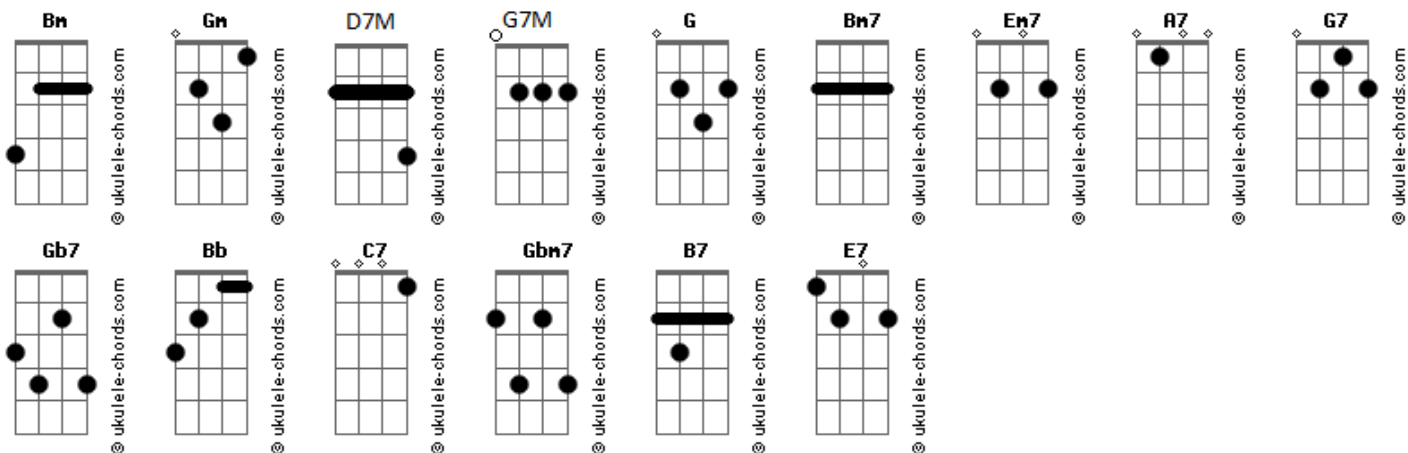 Bm Gm D7M G7M G Bm7 Em7 A7 G7
© ukulele-chords.com © ukulele-chords.com © ukulele-chords.com © ukulele-chords.com © ukulele-chords.com © ukulele-chords.com © ukulele-chords.com © ukulele-chords.com © ukulele-chords.com
Gb7 Bb C7 Gbm7 B7 E7
© ukulele-chords.com © ukulele-chords.com © ukulele-chords.com © ukulele-chords.com © ukulele-chords.com © ukulele-chords.com